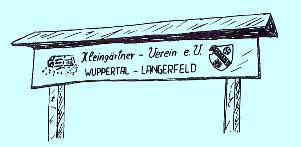 Kleingärtner - Verein e.V.
WUPPERTAL - LANGERFELD